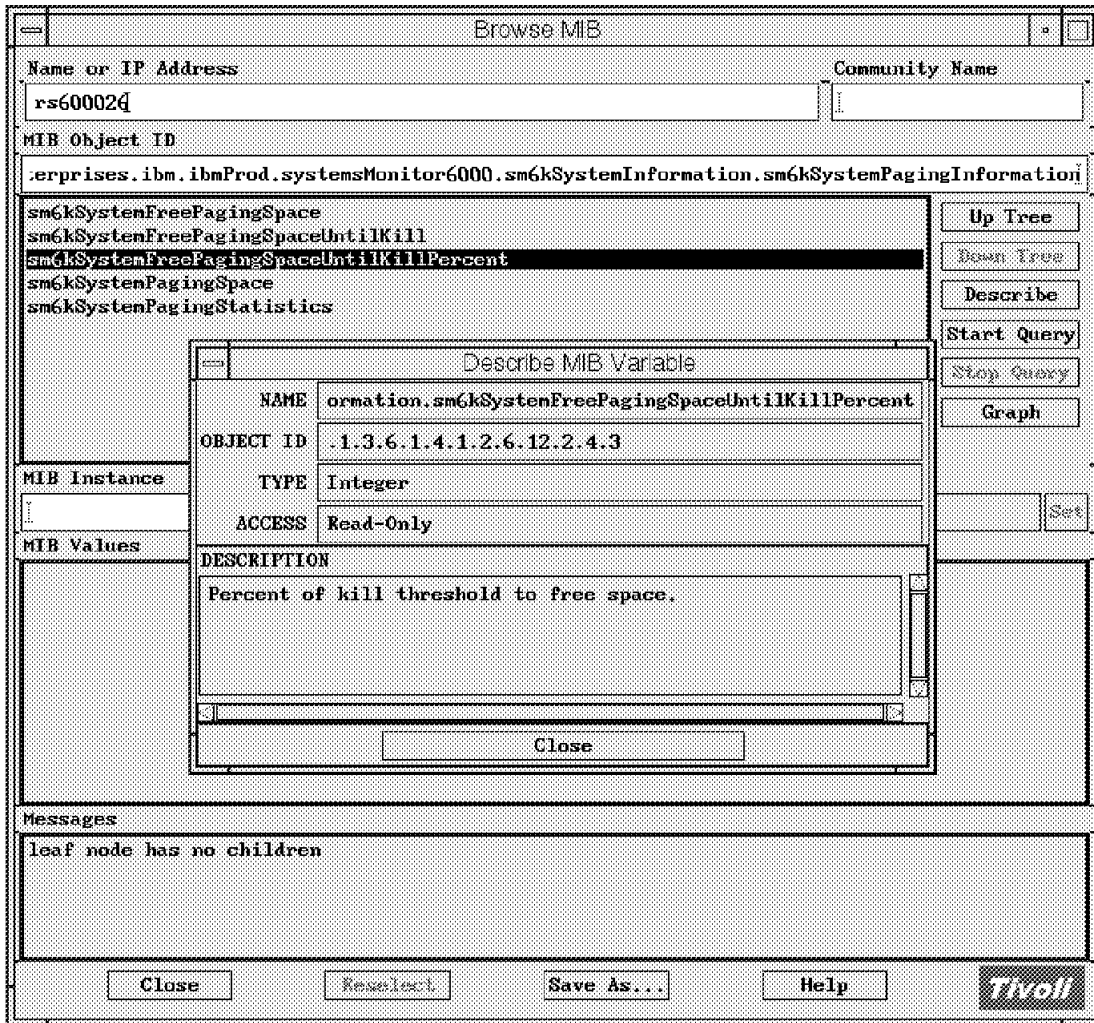 Browse MIB
Name or IP Address
Community Name
rs600026
MIB Object ID
.erprises.ibm.ibmProd.systemsMonitor6000.sm6kSystemInformation.sm6kSystemPagingInformation
sm6kSystemFreePagingSpace
sm6kSystemFreePagingSpaceUntilKill
sm6kSystemFreePagingSpaceUntilKillPercent
sm6kSystemPagingSpace
sm6kSystemPagingStatistics
Up Tree
Down Tree
Describe
Start Query
Stop Query
Graph
Describe MIB Variable
NAME ormation.sm6kSystemFreePagingSpaceUntilKillPercent
OBJECT ID .1.3.6.1.4.1.2.6.12.2.4.3
TYPE Integer
ACCESS Read-Only
DESCRIPTION
Percent of kill threshold to free space.
Close
MIB Instance
Set
MIB Values
Messages
leaf node has no children
Close Reselect Save As... Help Tivoli